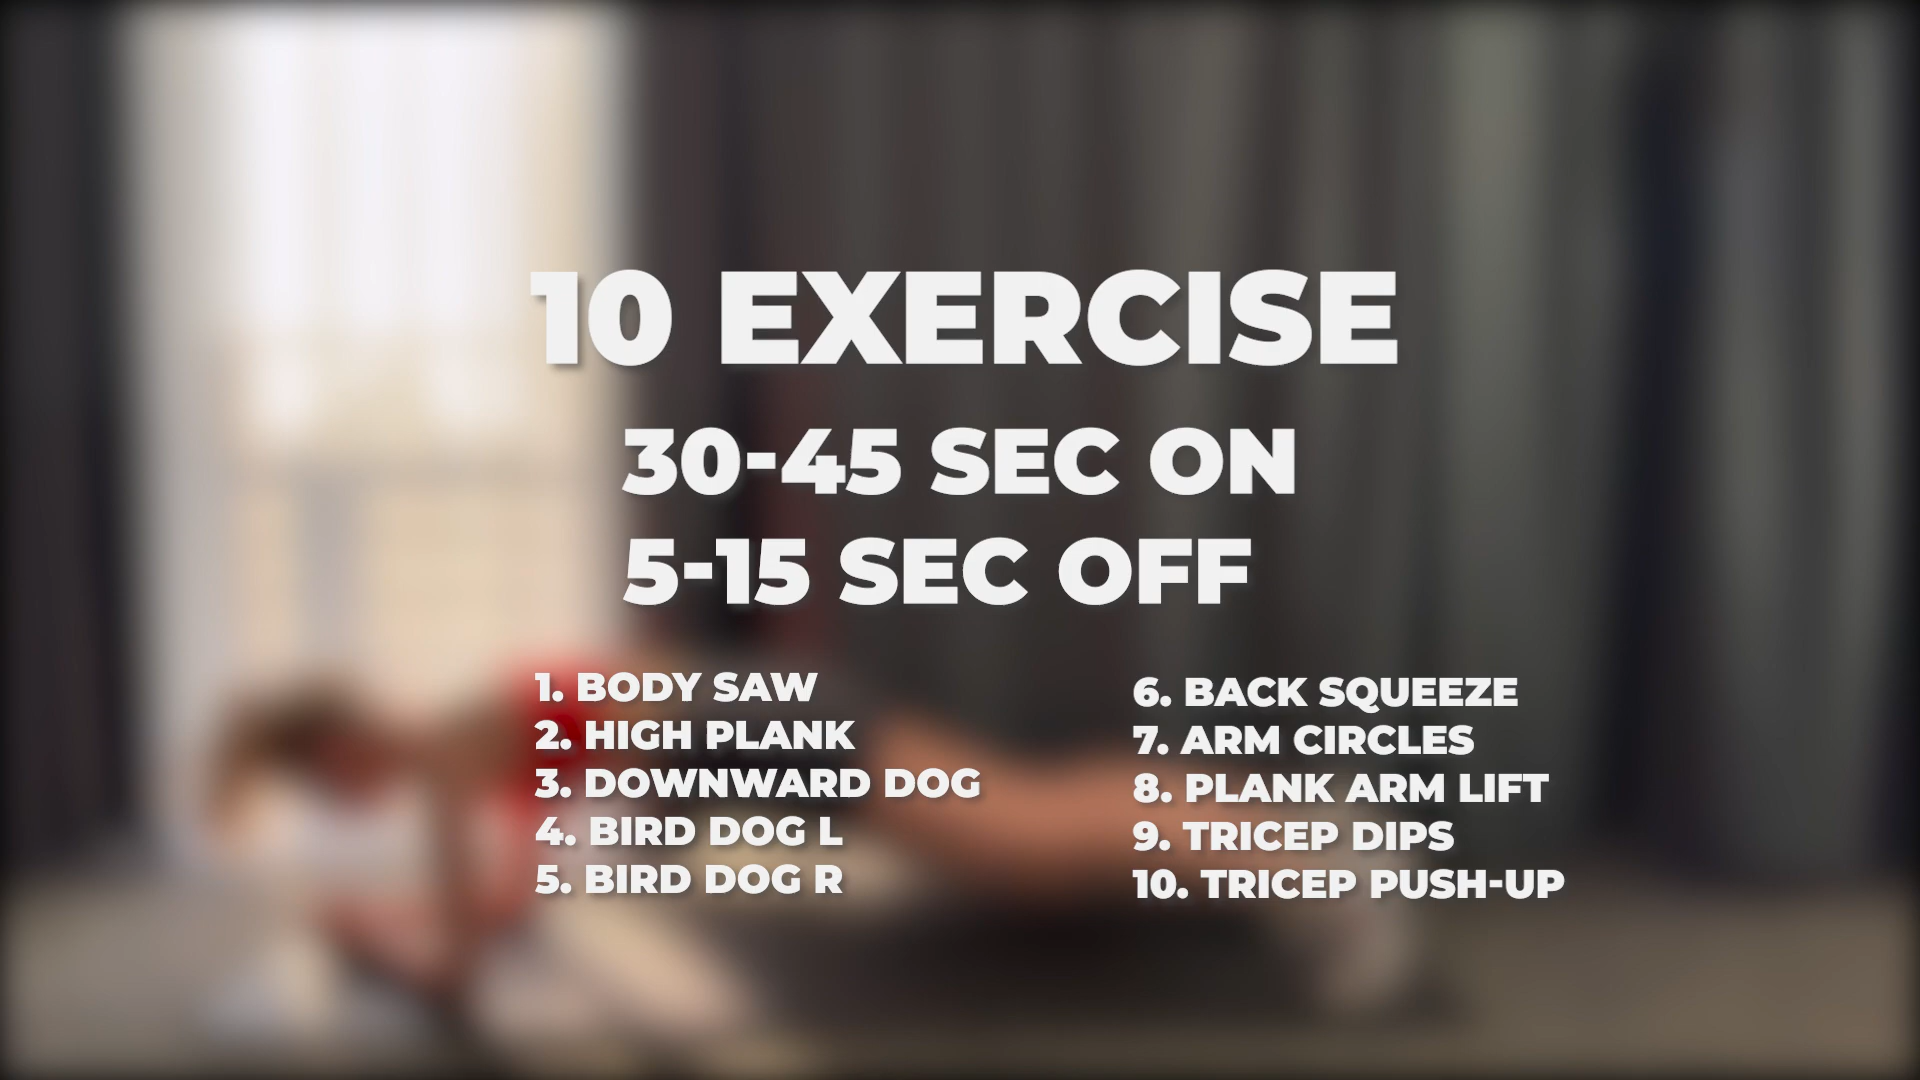 10 EXERCISE
30-45 SEC ON
5-15 SEC OFF
1. BODY SAW
2. HIGH PLANK
3. DOWNWARD DOG
4. BIRD DOG L
5. BIRD DOG R
6. BACK SQUEEZE
7. ARM CIRCLES
8. PLANK ARM LIFT
9. TRICEP DIPS
10. TRICEP PUSH-UP